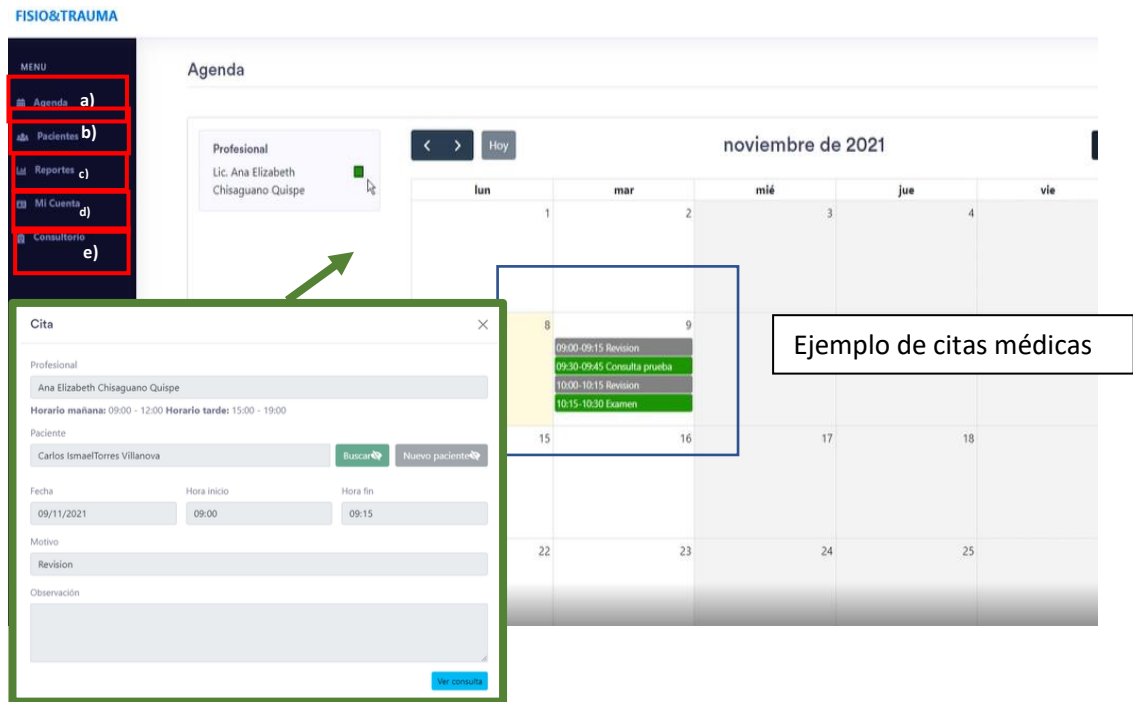 FISIO&TRAUMA
MENU
Agenda a)
Pacientes b)
Reportes c)
Mi Cuenta d)
Consultorio e)
Agenda
Profesional
Lic. Ana Elizabeth
Chisaguano Quispe
Hoy
noviembre de 2021
lun mar mié jue vie
1 2 3 4
8 9
09:00-09:15 Revision
09:30-09:45 Consulta prueba
10:00-10:15 Revision
10:15-10:30 Examen
Ejemplo de citas médicas
15 16 17 18
22 23 24 25
Cita
Profesional
Ana Elizabeth Chisaguano Quispe
Horario mañana: 09:00 - 12:00 Horario tarde: 15:00 - 19:00
Paciente
Carlos IsmaelTorres Villanova Buscar Nuevo paciente
Fecha Hora inicio Hora fin
09/11/2021 09:00 09:15
Motivo
Revision
Observación
Ver consulta